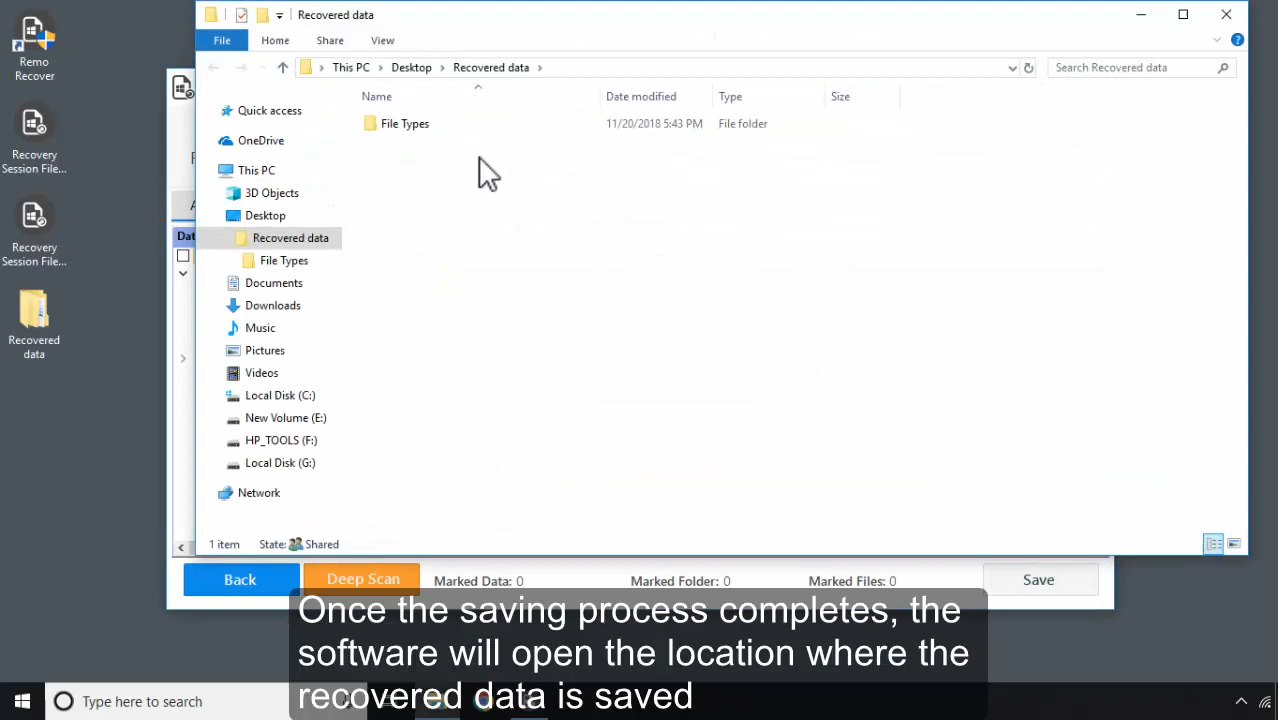 Recovered data
File
Home
Share
View
This PC
Desktop
Recovered data
Search Recovered data
Name
Date modified
Type
Size
File Types
11/20/2018 5:43 PM
File folder
Quick access
OneDrive
This PC
3D Objects
Desktop
Recovered data
File Types
Documents
Downloads
Music
Pictures
Videos
Local Disk (C:)
New Volume (E:)
HP_TOOLS (F:)
Local Disk (G:)
Network
1 item
State:
Shared
Remo
Recover
Recovery
Session File...
Recovery
Session File...
Recovered
data
Back
Deep Scan
Marked Data: 0
Marked Folder: 0
Marked Files: 0
Save
Once the saving process completes, the
software will open the location where the
recovered data is saved
Type here to search